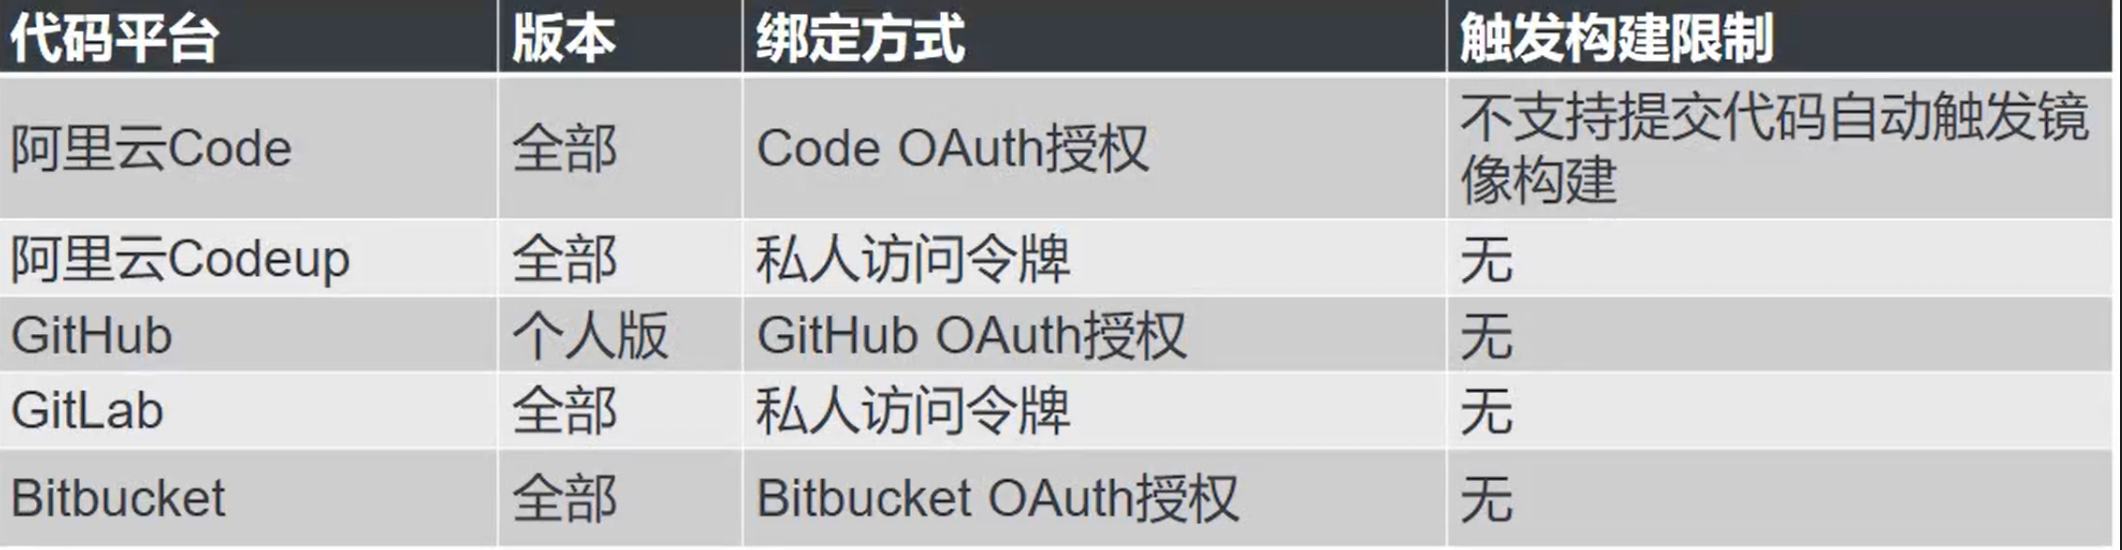 代码平台 版本 绑定方式 触发构建限制
阿里云Code 全部 Code OAuth授权 不支持提交代码自动触发镜
像构建
阿里云Codeup 全部 私人访问令牌 无
GitHub 个人版 GitHub OAuth授权 无
GitLab 全部 私人访问令牌 无
Bitbucket 全部 Bitbucket OAuth授权 无